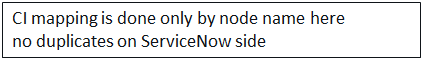 CI mapping is done only by node name here
no duplicates on ServiceNow side